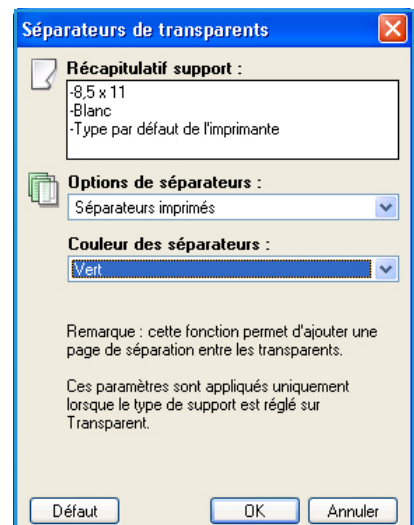 Séparateurs de transparents
Récapitulatif support :
-8,5 x 11
-Blanc
-Type par défaut de l'imprimante
Options de séparateurs :
Séparateurs imprimés
Couleur des séparateurs :
Vert
Remarque : cette fonction permet d'ajouter une
page de séparation entre les transparents.
Ces paramètres sont appliqués uniquement
lorsque le type de support est réglé sur
Transparent.
Défaut
OK
Annuler